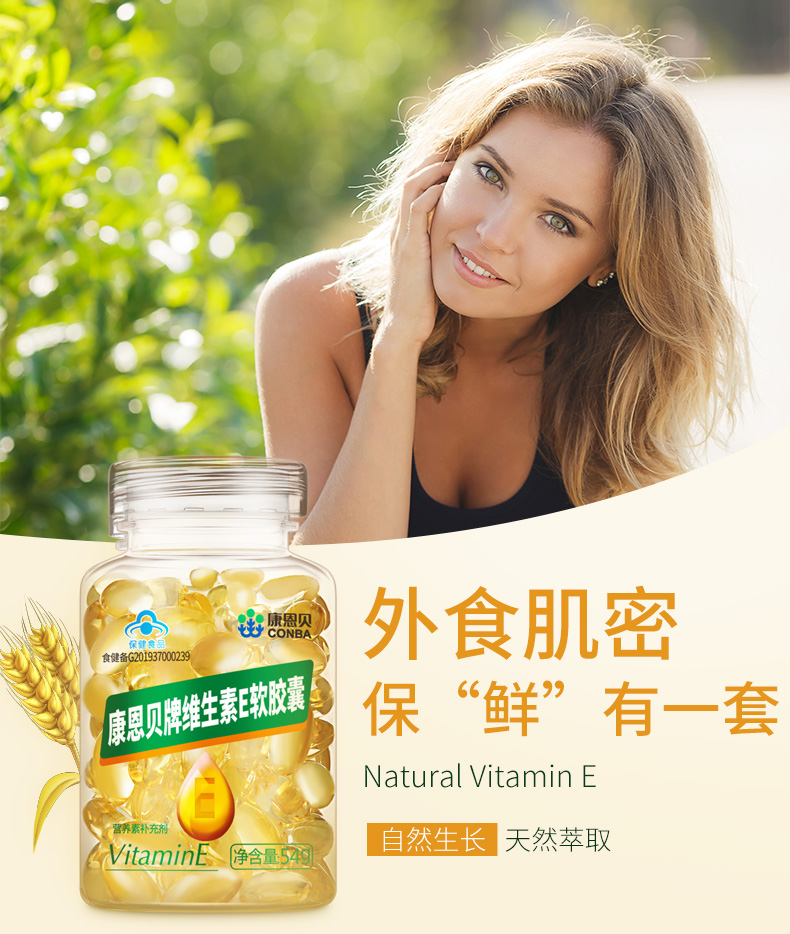 保健食品
食健备G201937000239
康恩贝
CONBA
康恩贝牌维生素E软胶囊
E
营养素补充剂
VitaminE
净含量:54g
外食肌密
保“鲜”有一套
Natural Vitamin E
自然生长 天然萃取